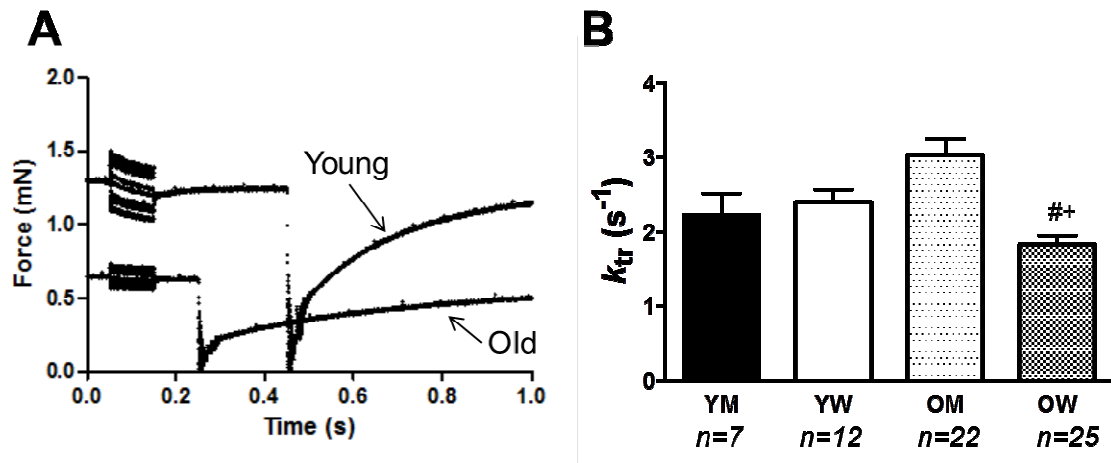 A
B
2.0
1.5
1.0
0.5
0.0
Force (mN)
Young
Old
0.0 0.2 0.4 0.6 0.8 1.0
Time (s)
4
3
2
1
0
ktr (s-1)
#+
YM YW OM OW
n=7 n=12 n=22 n=25